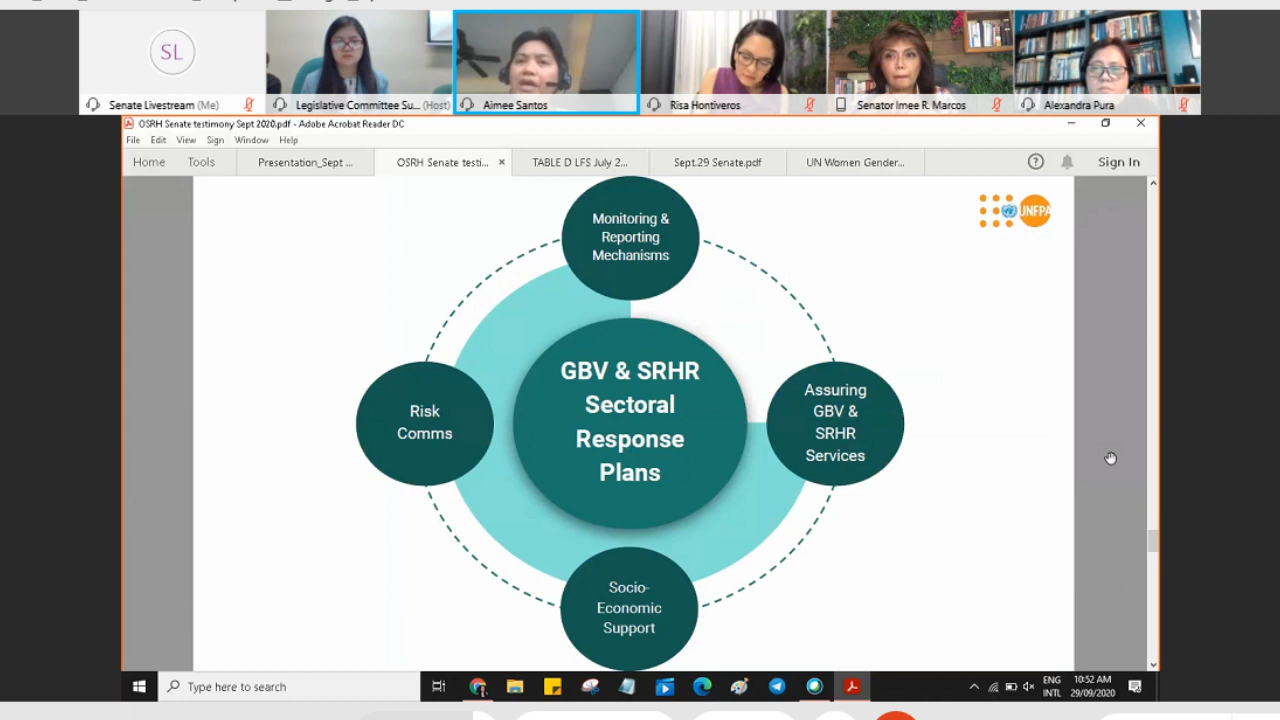 SL
Senate Livestream (Me)
Legislative Committee Su... (Host)
Aimee Santos
Risa Hontiveros
Senator Imee R. Marcos
Alexandra Pura
OSRH Senate testimony Sept 2020.pdf - Adobe Acrobat Reader DC
File Edit View Sign Window Help
Home Tools Presentation_Sept ... OSRH Senate testi... × TABLE D LFS July 2... Sept.29 Senate.pdf UN Women Gender... Sign In
UNFPA
Monitoring &
Reporting
Mechanisms
GBV & SRHR
Sectoral
Response
Plans
Risk
Comms
Assuring
GBV &
SRHR
Services
Socio-
Economic
Support
Type here to search
ENG
INTL
10:52 AM
29/09/2020